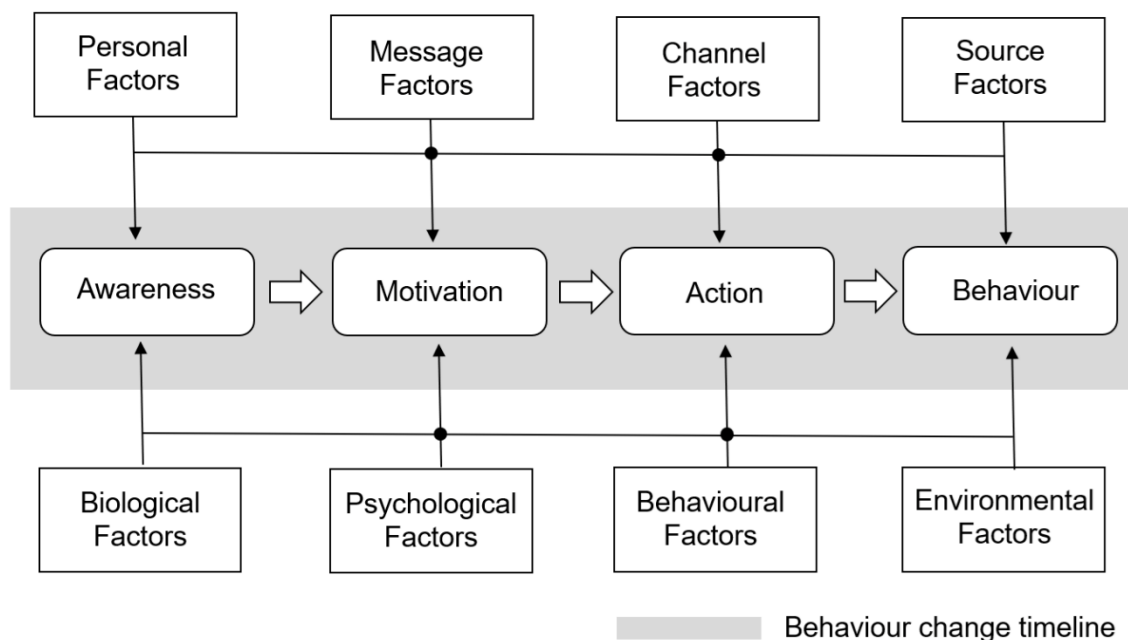 Personal
Factors
Message
Factors
Channel
Factors
Source
Factors
Awareness
Motivation
Action
Behaviour
Biological
Factors
Psychological
Factors
Behavioural
Factors
Environmental
Factors
Behaviour change timeline